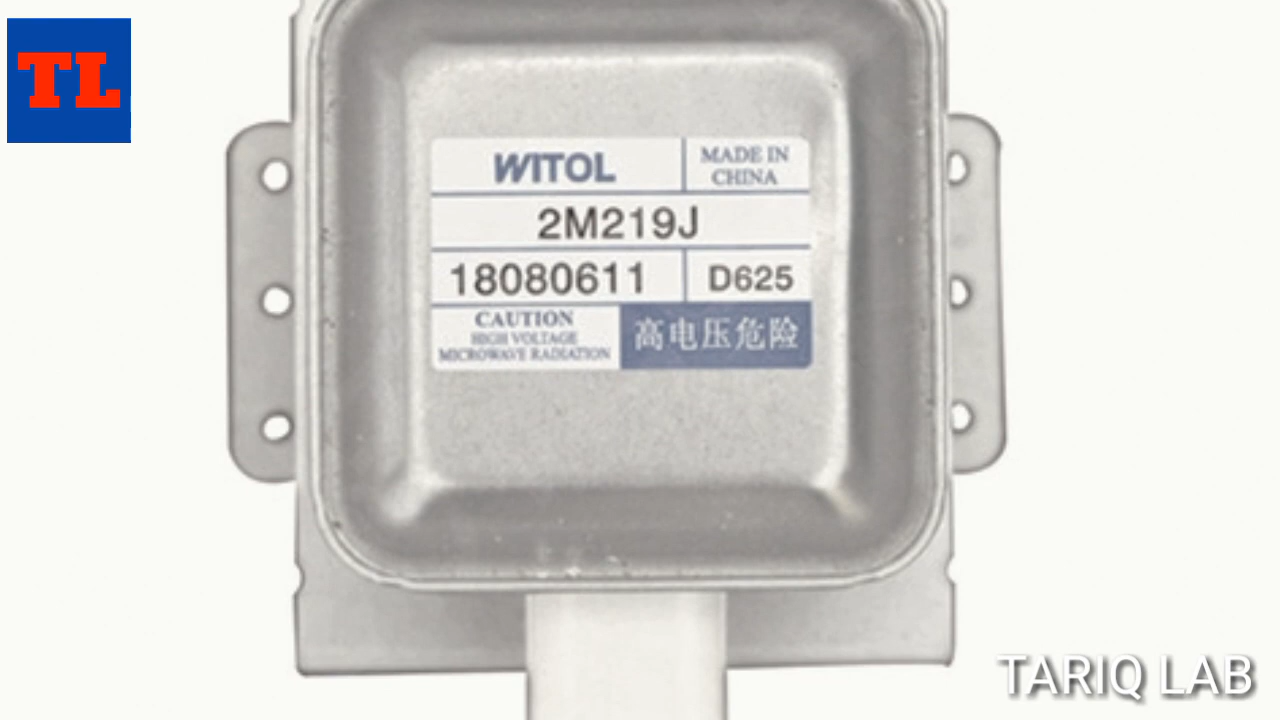 TL
WITOL
MADE IN
CHINA
2M219J
18080611
D625
CAUTION
HIGH VOLTAGE
MICROWAVE RADIATION
高电压危险
TARIQ LAB